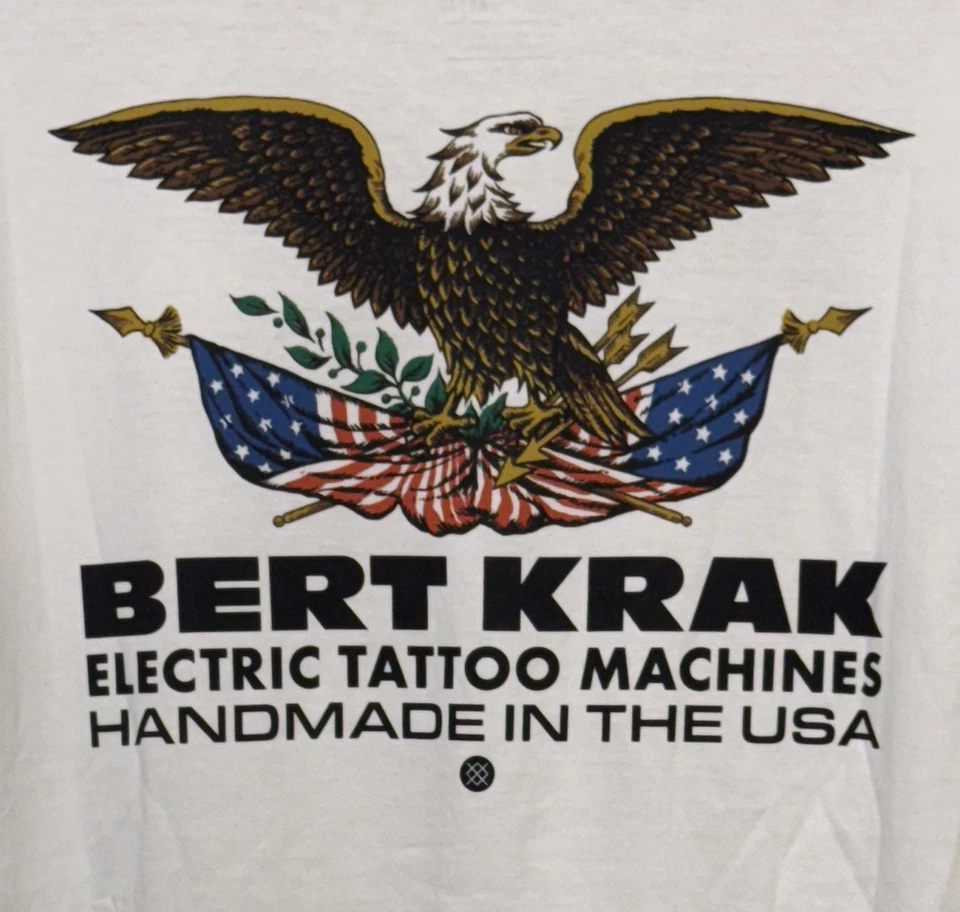 BERT KRAK
ELECTRIC TATTOO MACHINES
HANDMADE IN THE USA